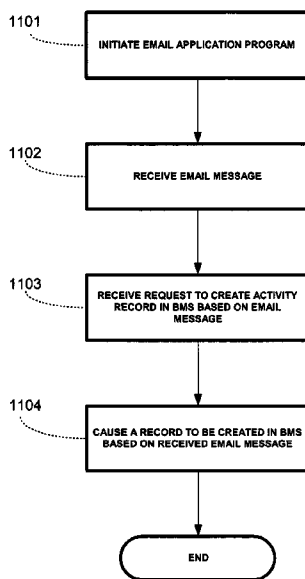 1101
INITIATE EMAIL APPLICATION PROGRAM
1102
RECEIVE EMAIL MESSAGE
1103
RECEIVE REQUEST TO CREATE ACTIVITY
RECORD IN BMS BASED ON EMAIL
MESSAGE
1104
CAUSE A RECORD TO BE CREATED IN BMS
BASED ON RECEIVED EMAIL MESSAGE
END